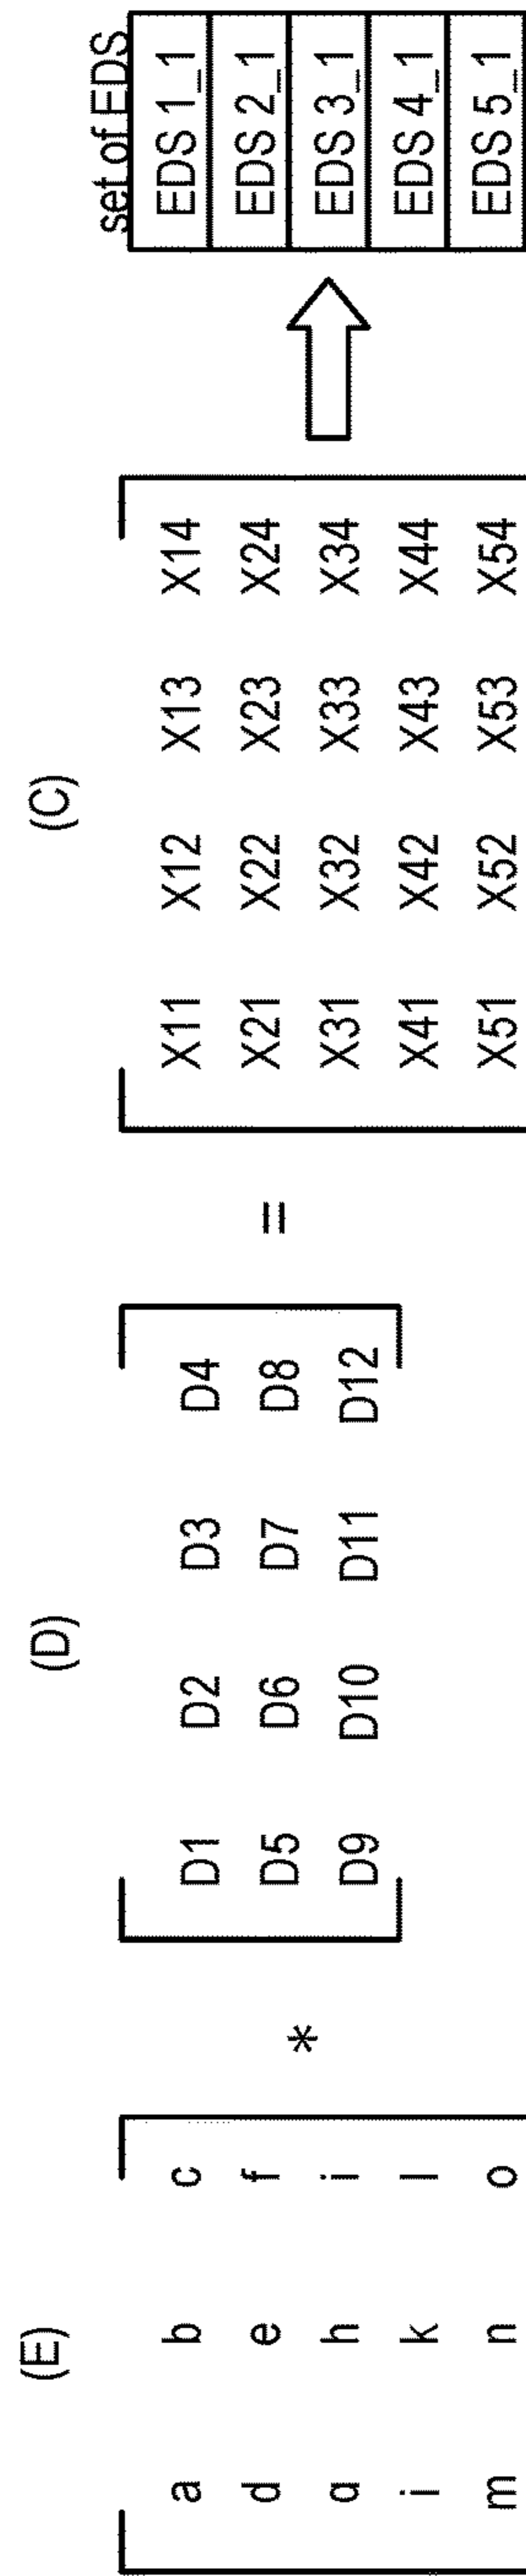 (E) (D) (C) set of EDS
a b c D1 D2 D3 D4 X11 X12 X13 X14 EDS 1_1
d e f * D5 D6 D7 D8 = X21 X22 X23 X24 EDS 2_1
g h i D9 D10 D11 D12 X31 X32 X33 X34 EDS 3_1
j k l X41 X42 X43 X44 EDS 4_1
m n o X51 X52 X53 X54 EDS 5_1